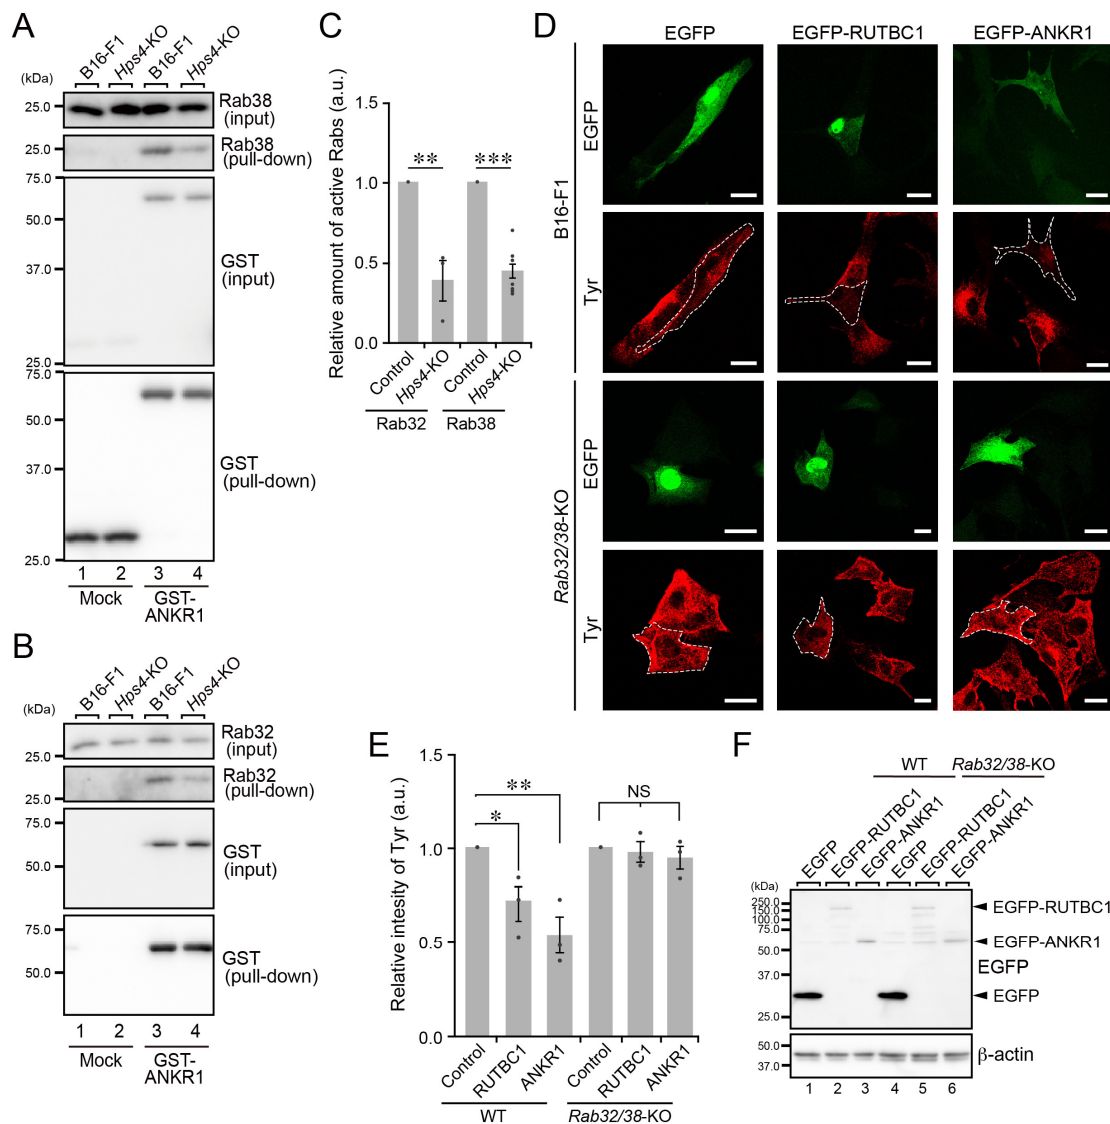 A
B16-F1
Hps4-KO
B16-F1
Hps4-KO
(kDa)
25.0
Rab38
(input)
25.0
Rab38
(pull-down)
75.0
50.0
37.0
25.0
GST
(input)
75.0
50.0
37.0
25.0
GST
(pull-down)
1 2 3 4
Mock GST-
ANKR1
B
B16-F1
Hps4-KO
B16-F1
Hps4-KO
(kDa)
25.0
Rab32
(input)
25.0
Rab32
(pull-down)
75.0
50.0
GST
(input)
75.0
50.0
GST
(pull-down)
1 2 3 4
Mock GST-
ANKR1
C
Relative amount of active Rabs (a.u.)
1.5
1.0
0.5
0.0
** ***
Control
Hps4-KO
Control
Hps4-KO
Rab32 Rab38
D
EGFP EGFP-RUTBC1 EGFP-ANKR1
B16-F1
EGFP
Tyr
Rab32/38-KO
EGFP
Tyr
E
Relative intesity of Tyr (a.u.)
1.5
1.0
0.5
0.0
**
*
NS
Control
RUTBC1
ANKR1
Control
RUTBC1
ANKR1
WT Rab32/38-KO
F
WT Rab32/38-KO
EGFP
EGFP-RUTBC1
EGFP-ANKR1
EGFP
EGFP-RUTBC1
EGFP-ANKR1
(kDa)
250.0
150.0
75.0
50.0
37.0
25.0
EGFP-RUTBC1
EGFP-ANKR1
EGFP
EGFP
50.0
37.0
β-actin
1 2 3 4 5 6